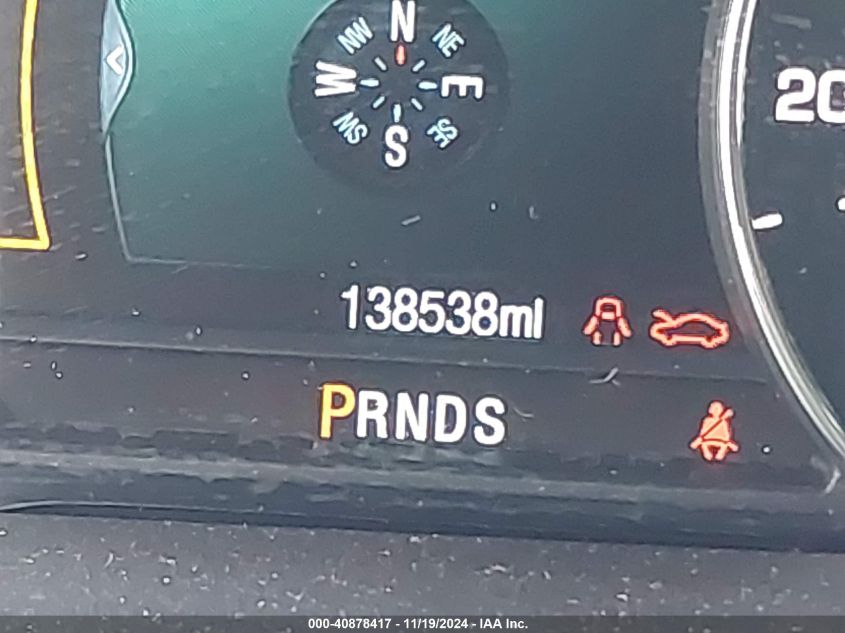 N
NW NE
W E
SW SE
S
20
138538mi
PRNDS
000-40878417 - 11/19/2024 - IAA Inc.